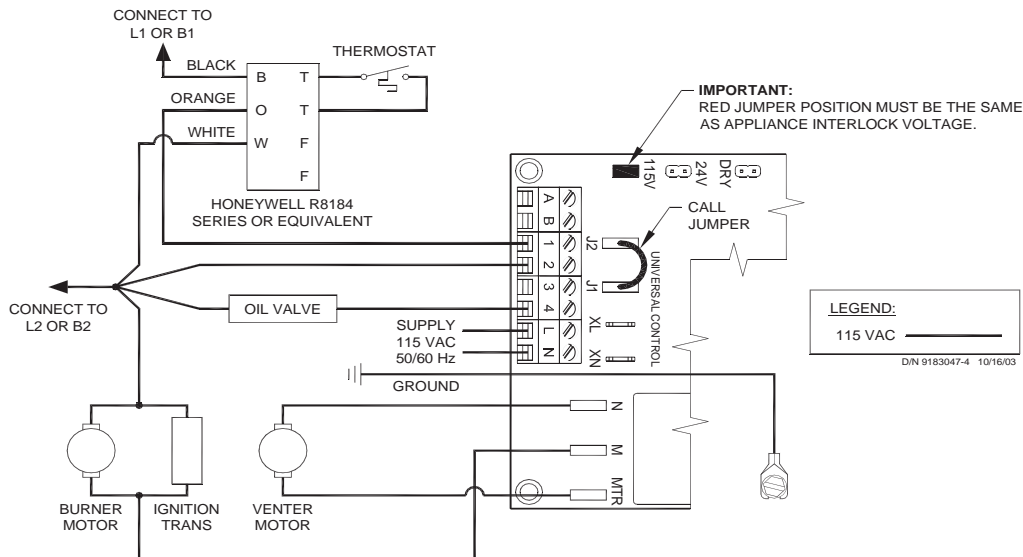 CONNECT TO
L1 OR B1
BLACK
ORANGE
WHITE
B T
O T
W F
F
THERMOSTAT
HONEYWELL R8184
SERIES OR EQUIVALENT
IMPORTANT:
RED JUMPER POSITION MUST BE THE SAME
AS APPLIANCE INTERLOCK VOLTAGE.
115V
24V
DRY
CALL
JUMPER
A
B
1
2
3
4
L
N
J2
J1
UNIVERSAL CONTROL
XL
XN
CONNECT TO
L2 OR B2
OIL VALVE
SUPPLY
115 VAC
50/60 Hz
GROUND
LEGEND:
115 VAC
D/N 9183047-4 10/16/03
N
M
MTR
BURNER
MOTOR
IGNITION
TRANS
VENTER
MOTOR